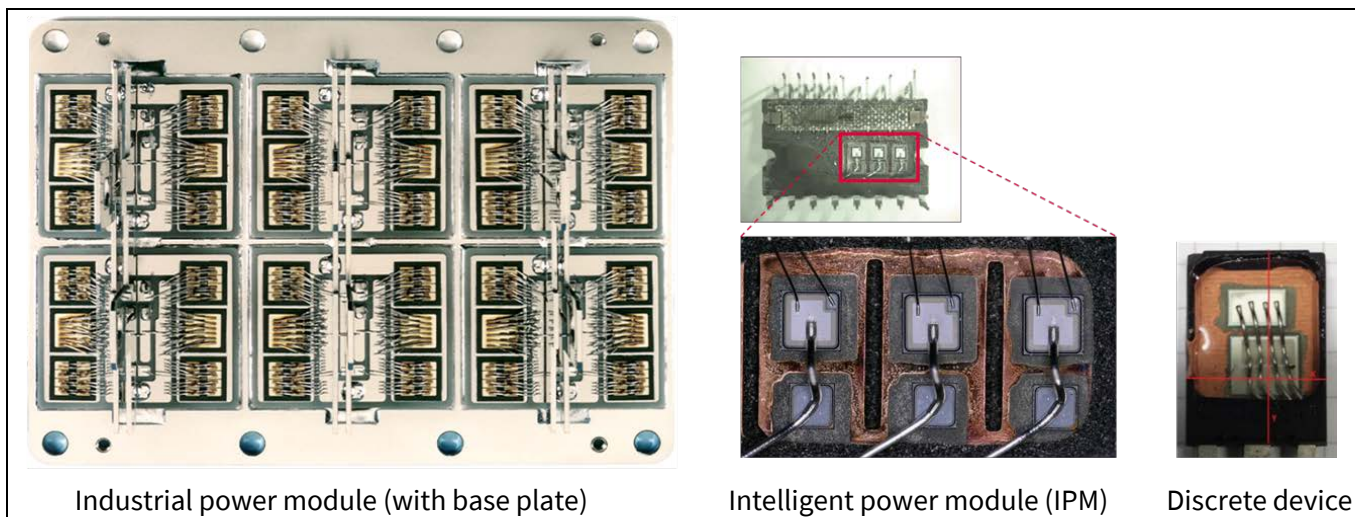 Industrial power module (with base plate)
Intelligent power module (IPM)
Discrete device